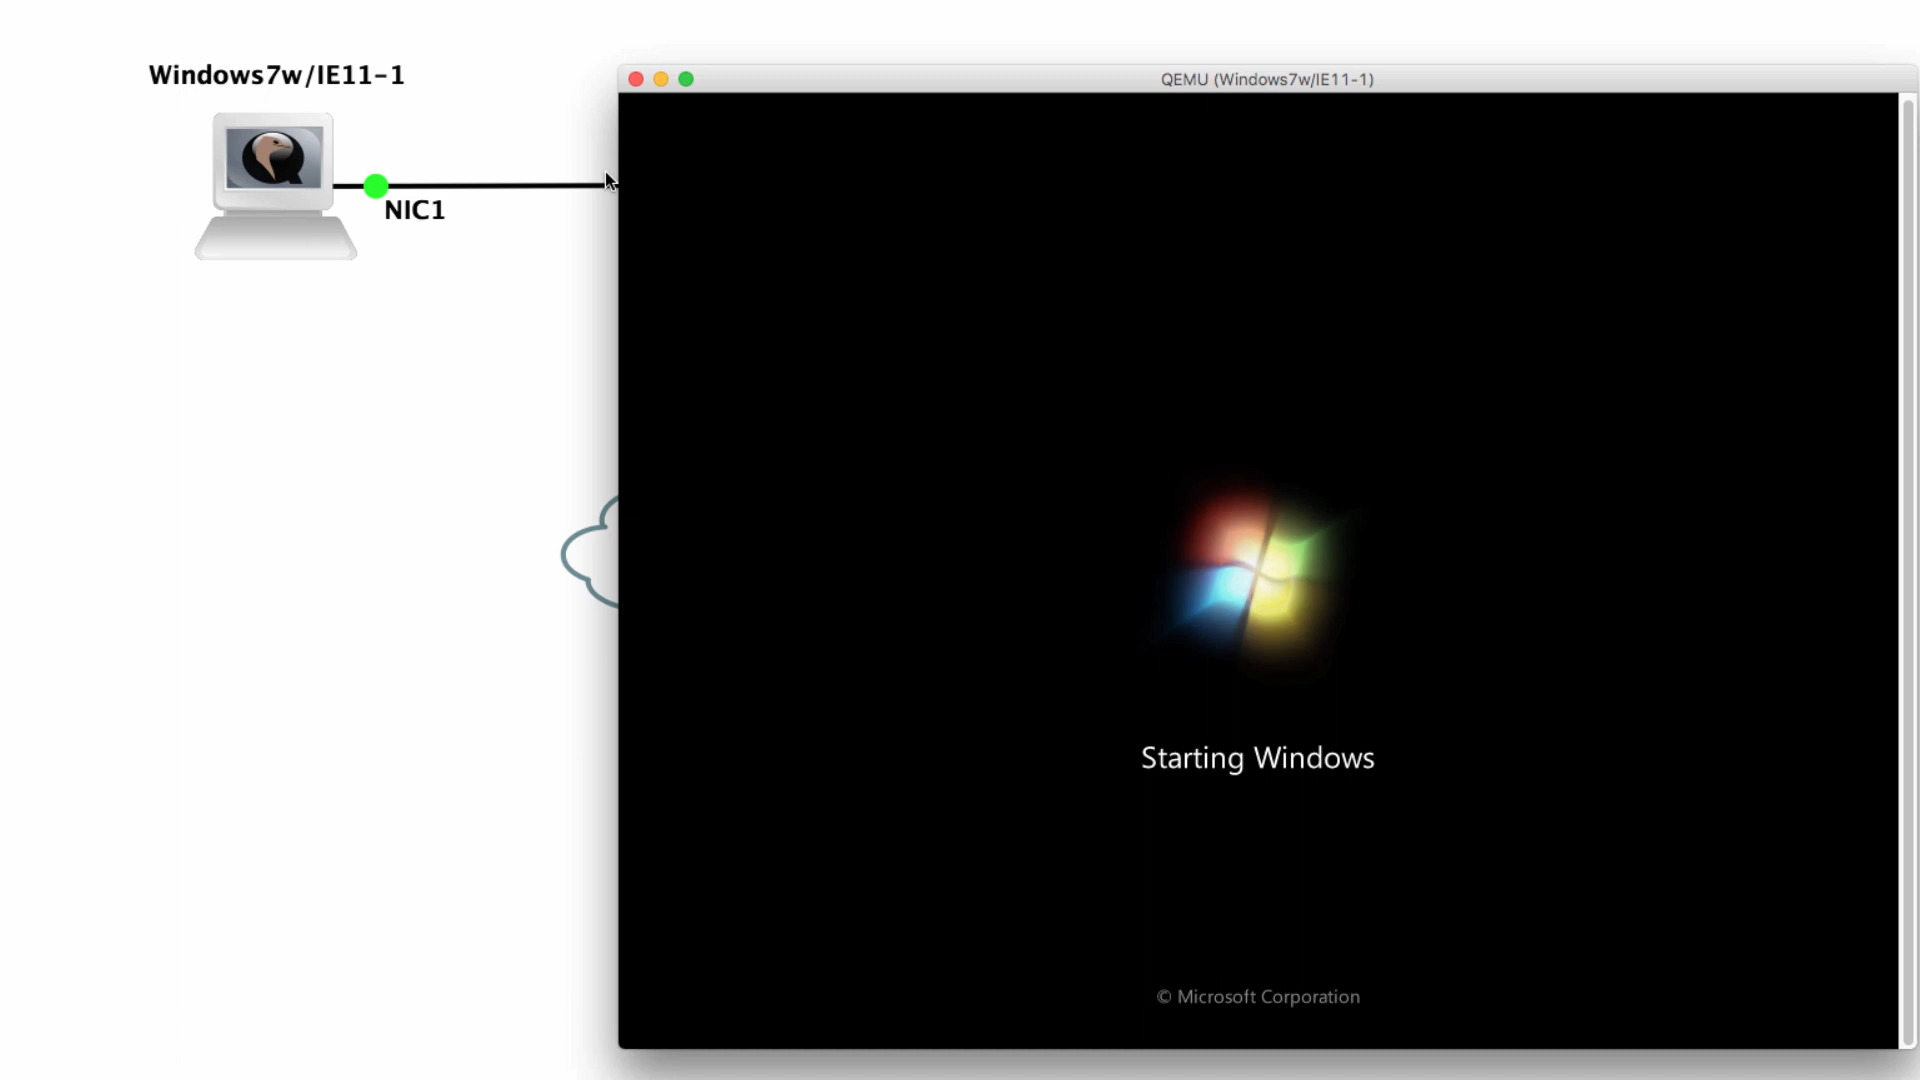 Windows7w/IE11-1
NIC1
QEMU (Windows7w/IE11-1)
Starting Windows
© Microsoft Corporation